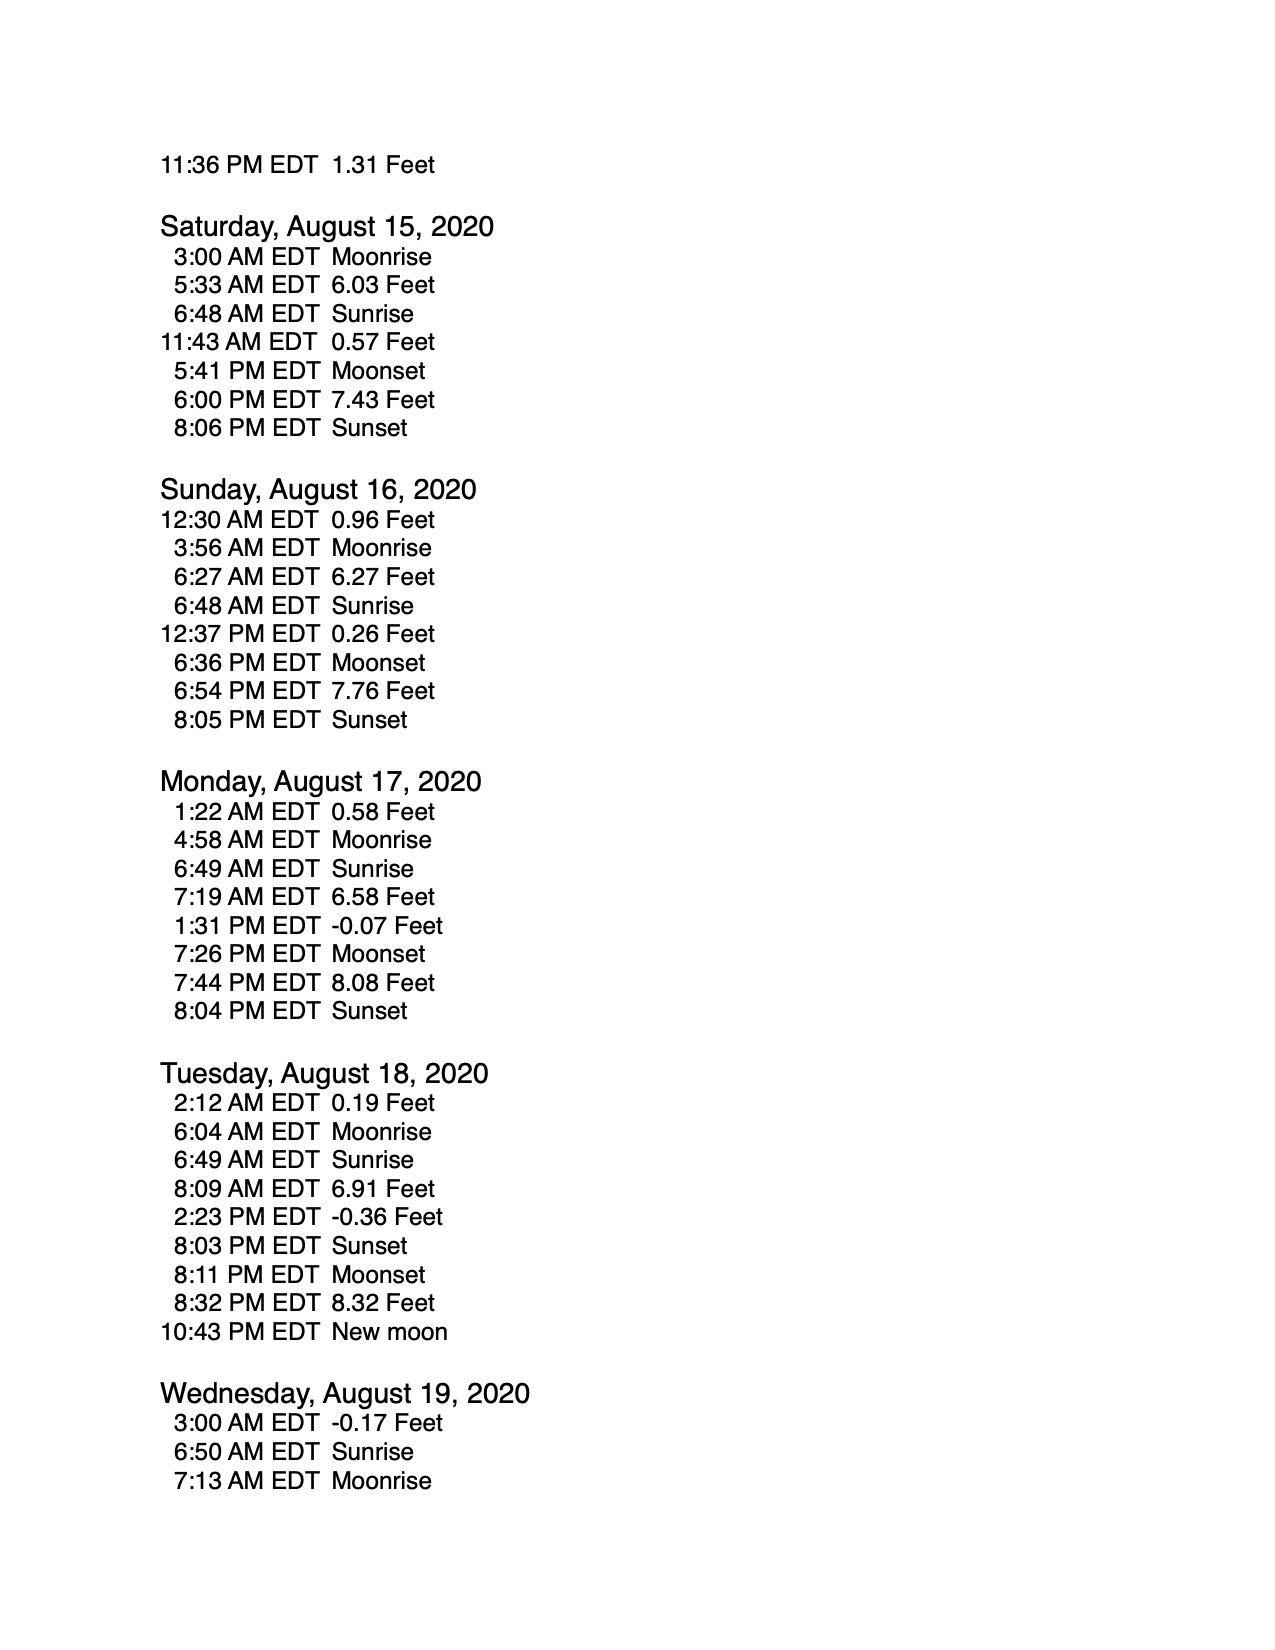 11:36 PM EDT 1.31 Feet
Saturday, August 15, 2020
3:00 AM EDT Moonrise
5:33 AM EDT 6.03 Feet
6:48 AM EDT Sunrise
11:43 AM EDT 0.57 Feet
5:41 PM EDT Moonset
6:00 PM EDT 7.43 Feet
8:06 PM EDT Sunset
Sunday, August 16, 2020
12:30 AM EDT 0.96 Feet
3:56 AM EDT Moonrise
6:27 AM EDT 6.27 Feet
6:48 AM EDT Sunrise
12:37 PM EDT 0.26 Feet
6:36 PM EDT Moonset
6:54 PM EDT 7.76 Feet
8:05 PM EDT Sunset
Monday, August 17, 2020
1:22 AM EDT 0.58 Feet
4:58 AM EDT Moonrise
6:49 AM EDT Sunrise
7:19 AM EDT 6.58 Feet
1:31 PM EDT -0.07 Feet
7:26 PM EDT Moonset
7:44 PM EDT 8.08 Feet
8:04 PM EDT Sunset
Tuesday, August 18, 2020
2:12 AM EDT 0.19 Feet
6:04 AM EDT Moonrise
6:49 AM EDT Sunrise
8:09 AM EDT 6.91 Feet
2:23 PM EDT -0.36 Feet
8:03 PM EDT Sunset
8:11 PM EDT Moonset
8:32 PM EDT 8.32 Feet
10:43 PM EDT New moon
Wednesday, August 19, 2020
3:00 AM EDT -0.17 Feet
6:50 AM EDT Sunrise
7:13 AM EDT Moonrise